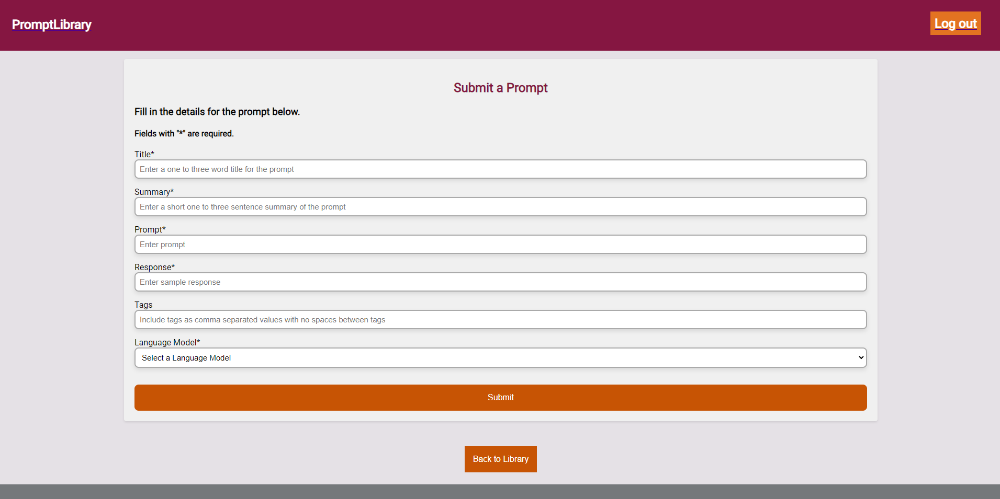 PromptLibrary
Log out
Submit a Prompt
Fill in the details for the prompt below.
Fields with "*" are required.
Title*
Enter a one to three word title for the prompt
Summary*
Enter a short one to three sentence summary of the prompt
Prompt*
Enter prompt
Response*
Enter sample response
Tags
Include tags as comma separated values with no spaces between tags
Language Model*
Select a Language Model
Submit
Back to Library